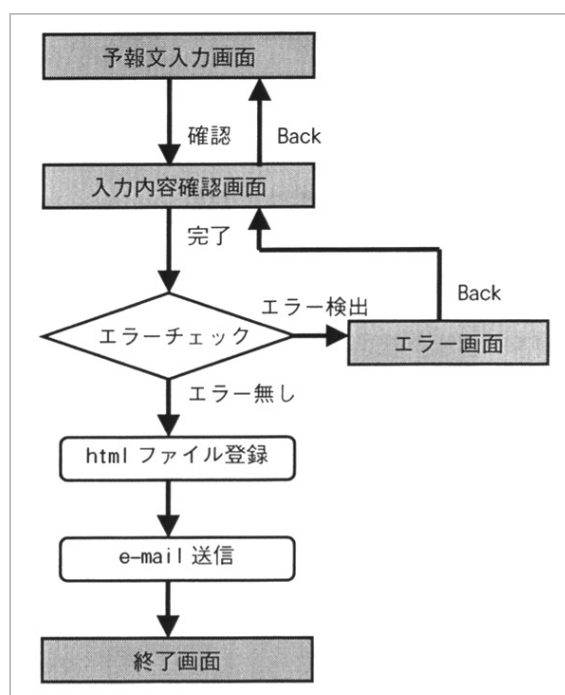 予報文入力画面
確認
Back
入力内容確認画面
完了
エラー検出
Back
エラーチェック
エラー画面
エラー無し
html ファイル登録
e-mail 送信
終了画面